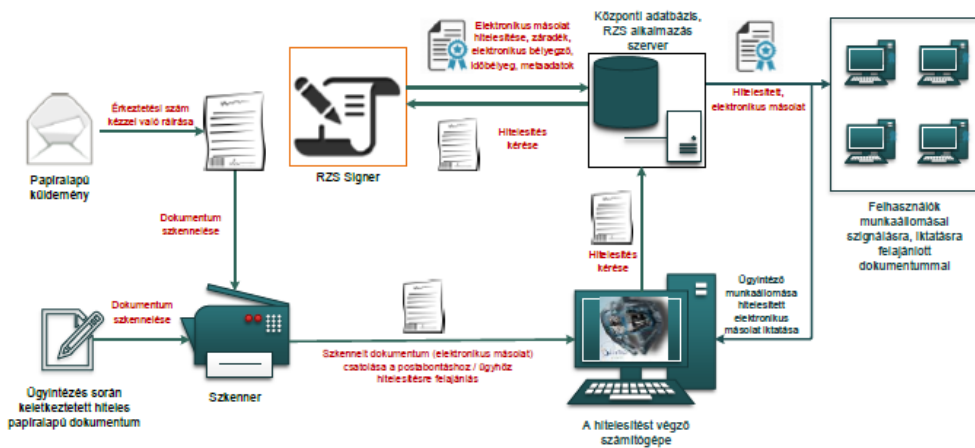 Elektronikus másolat
hitelesítése, záradék,
elektronikus bélyegző,
időbélyeg, metaadatok
Központi adatbázis,
RZS alkalmazás
szerver
Érkeztetési szám
kézzel való ráírása
Hitelesített,
elektronikus másolat
Hitelesítés
kérése
Papíralapú
küldemény
RZS Signer
Dokumentum
szkennelése
Felhasználók
munkaállomásai
szignálásra, iktatásra
felajánlott
dokumentummal
Hitelesítés
kérése
Ügyintéző
munkaállomása
hitelesített
elektronikus
másolat iktatása
Dokumentum
szkennelése
Szkennelt dokumentum (elektronikus másolat)
csatolása a postabontáshoz / ügyhöz
hitelesítésre felajánlás
Ügyintézés során
keletkeztetett hiteles
papíralapú dokumentum
Szkenner
A hitelesítést végző
számítógépe